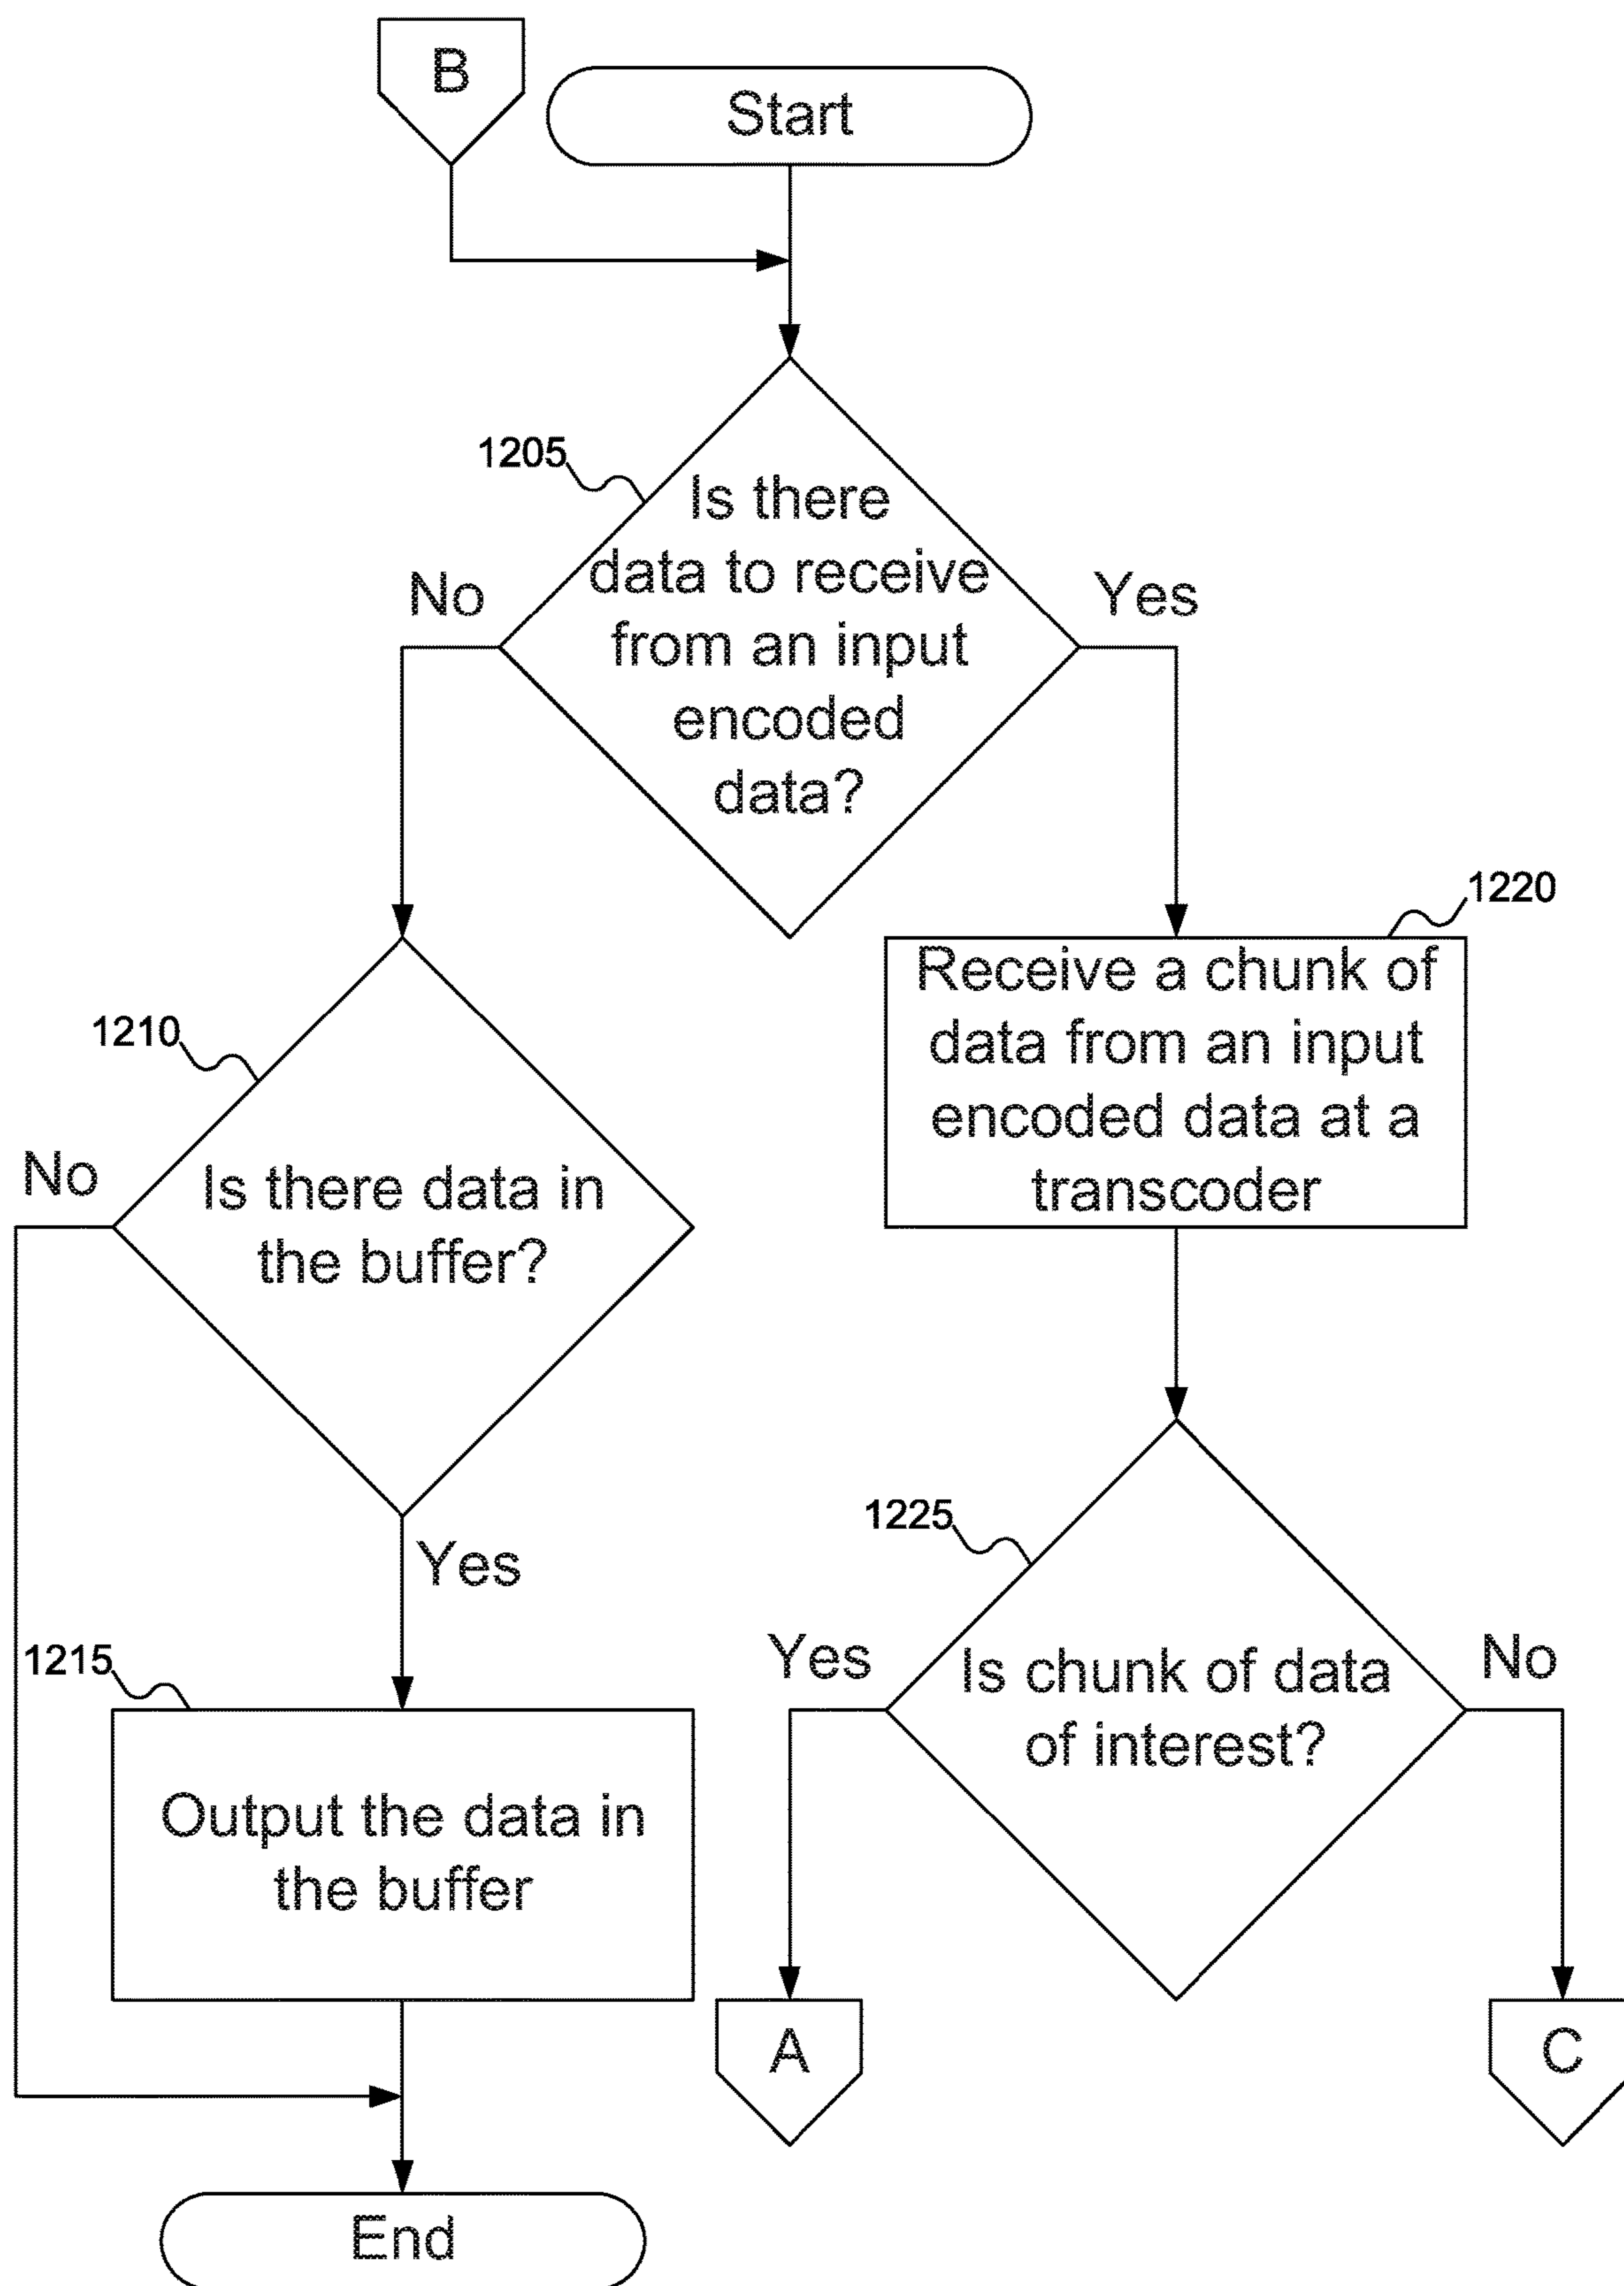 B
Start
1205
Is there
data to receive
from an input
encoded
data?
No
Yes
1220
Receive a chunk of
data from an input
encoded data at a
transcoder
1210
Is there data in
the buffer?
No
Yes
1225
Is chunk of data
of interest?
Yes
No
1215
Output the data in
the buffer
A
C
End